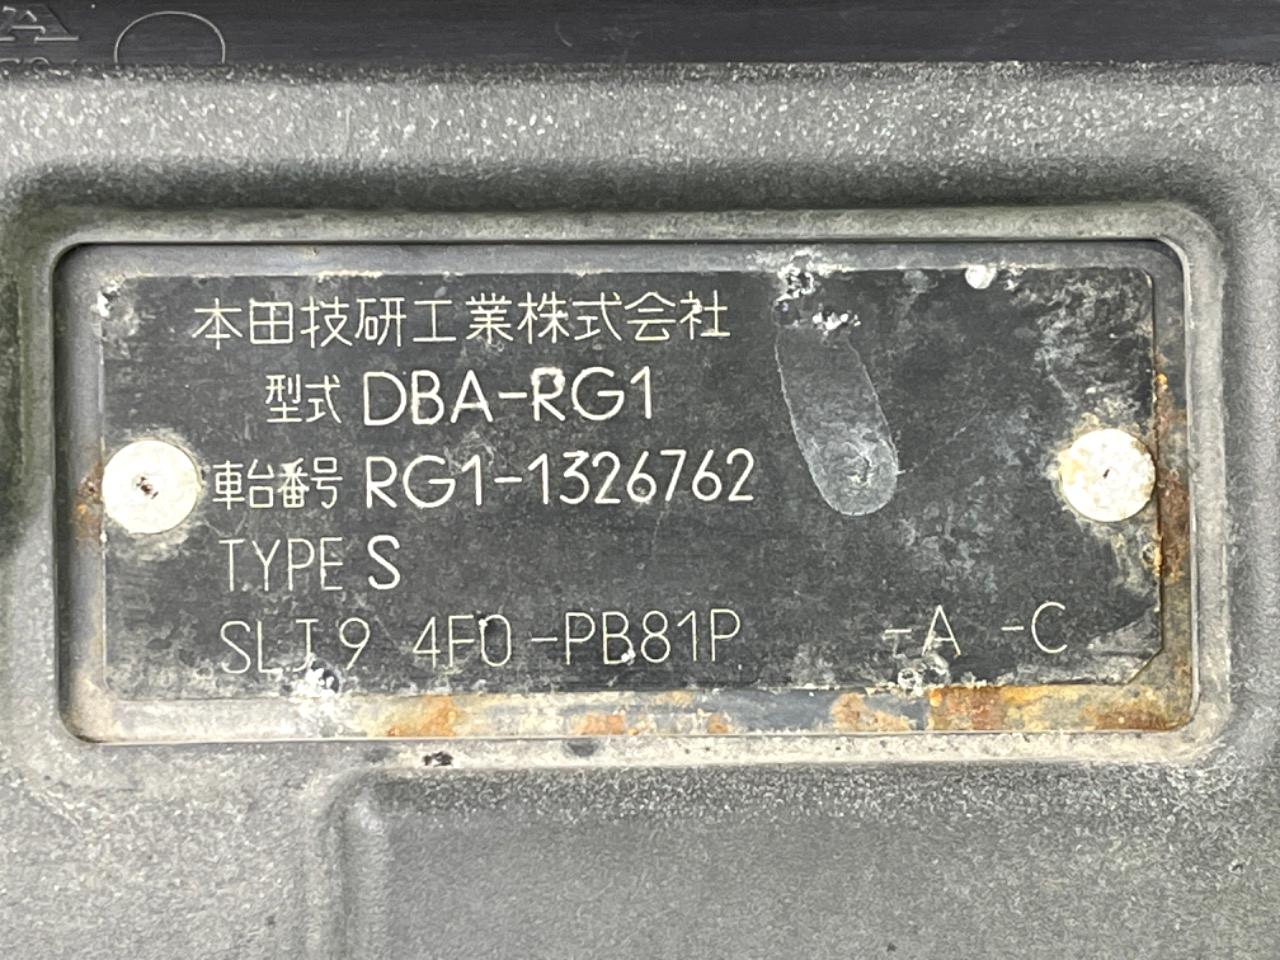 本田技研工業株式会社
型式 DBA-RG1
車台番号 RG1-1326762
TYPE S
SLJ9 4F0-PB81P -A -C